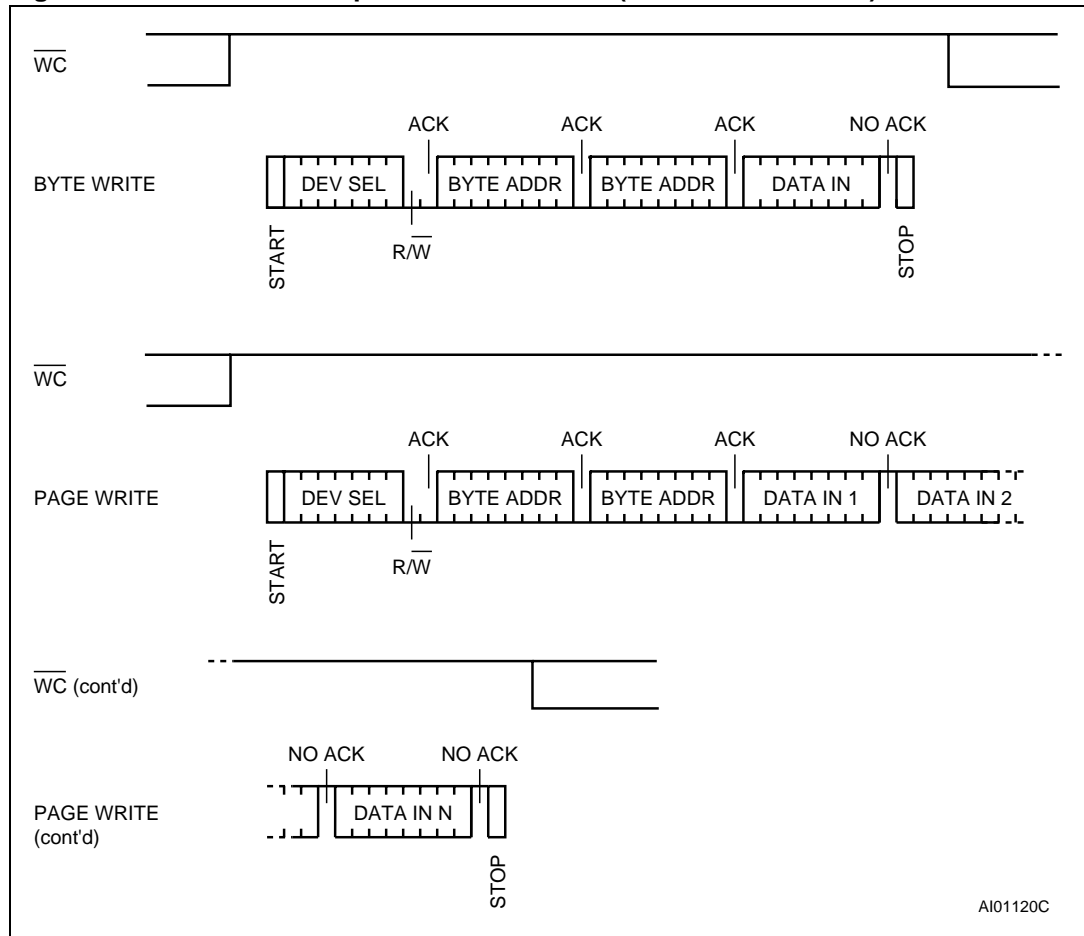 WC
ACK ACK ACK NO ACK
BYTE WRITE DEV SEL BYTE ADDR BYTE ADDR DATA IN
R/W
START
STOP
WC
ACK ACK ACK NO ACK
PAGE WRITE DEV SEL BYTE ADDR BYTE ADDR DATA IN 1 DATA IN 2
R/W
START
WC (cont'd)
NO ACK NO ACK
PAGE WRITE DATA IN N
(cont'd)
STOP
AI01120C